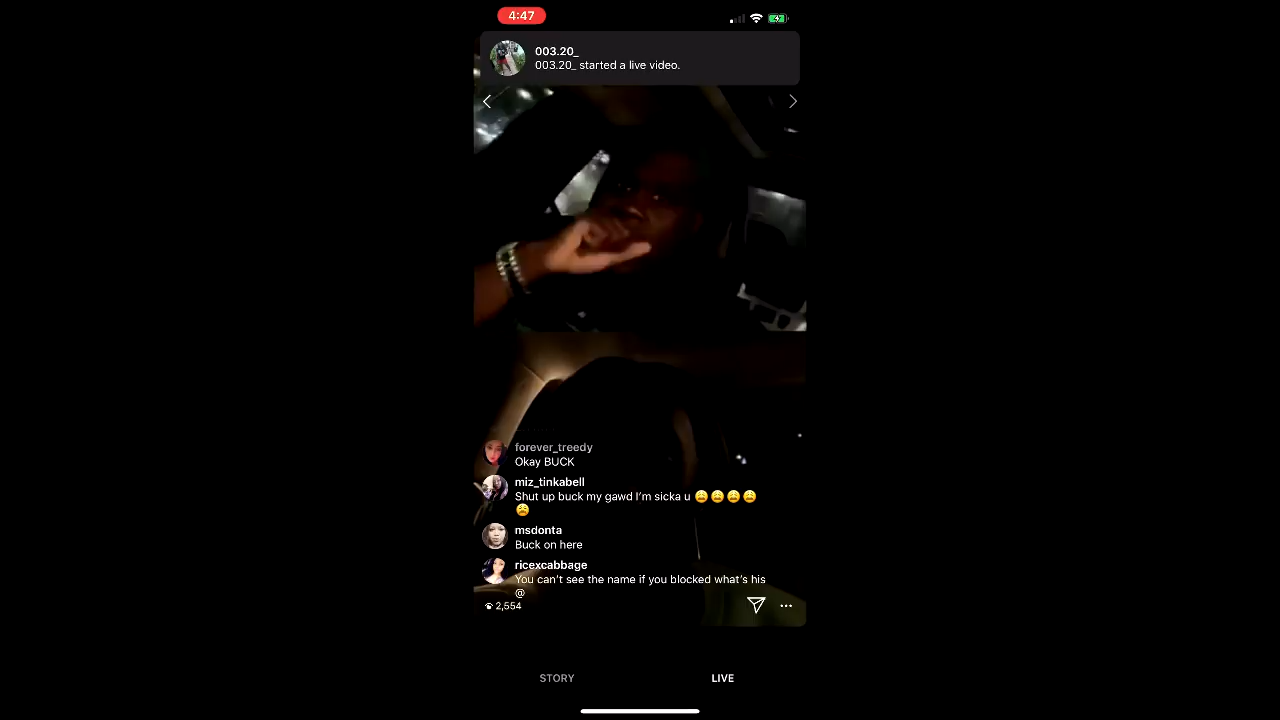 4:47
003.20_
003.20_ started a live video.
forever_treedy
Okay BUCK
miz_tinkabell
Shut up buck my gawd I'm sicka u 😩😩😩😩
😩
msdonta
Buck on here
ricexcabbage
You can't see the name if you blocked what's his
@
2,554
STORY
LIVE